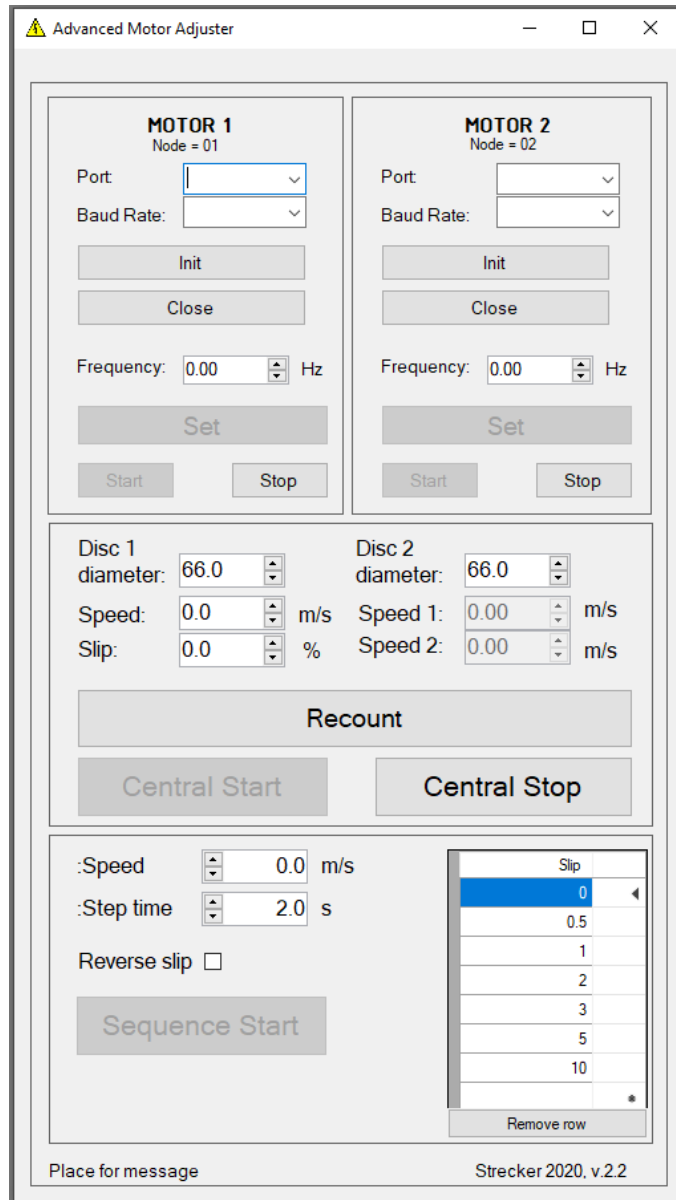 Advanced Motor Adjuster
MOTOR 1
Node = 01
Port:
Baud Rate:
Init
Close
Frequency: 0.00 Hz
Set
Start Stop
MOTOR 2
Node = 02
Port:
Baud Rate:
Init
Close
Frequency: 0.00 Hz
Set
Start Stop
Disc 1
diameter: 66.0
Speed: 0.0 m/s
Slip: 0.0 %
Disc 2
diameter: 66.0
Speed 1: 0.00 m/s
Speed 2: 0.00 m/s
Recount
Central Start Central Stop
:Speed 0.0 m/s
:Step time 2.0 s
Reverse slip
Sequence Start
Slip
0
0.5
1
2
3
5
10
Remove row
Place for message Strecker 2020, v.2.2